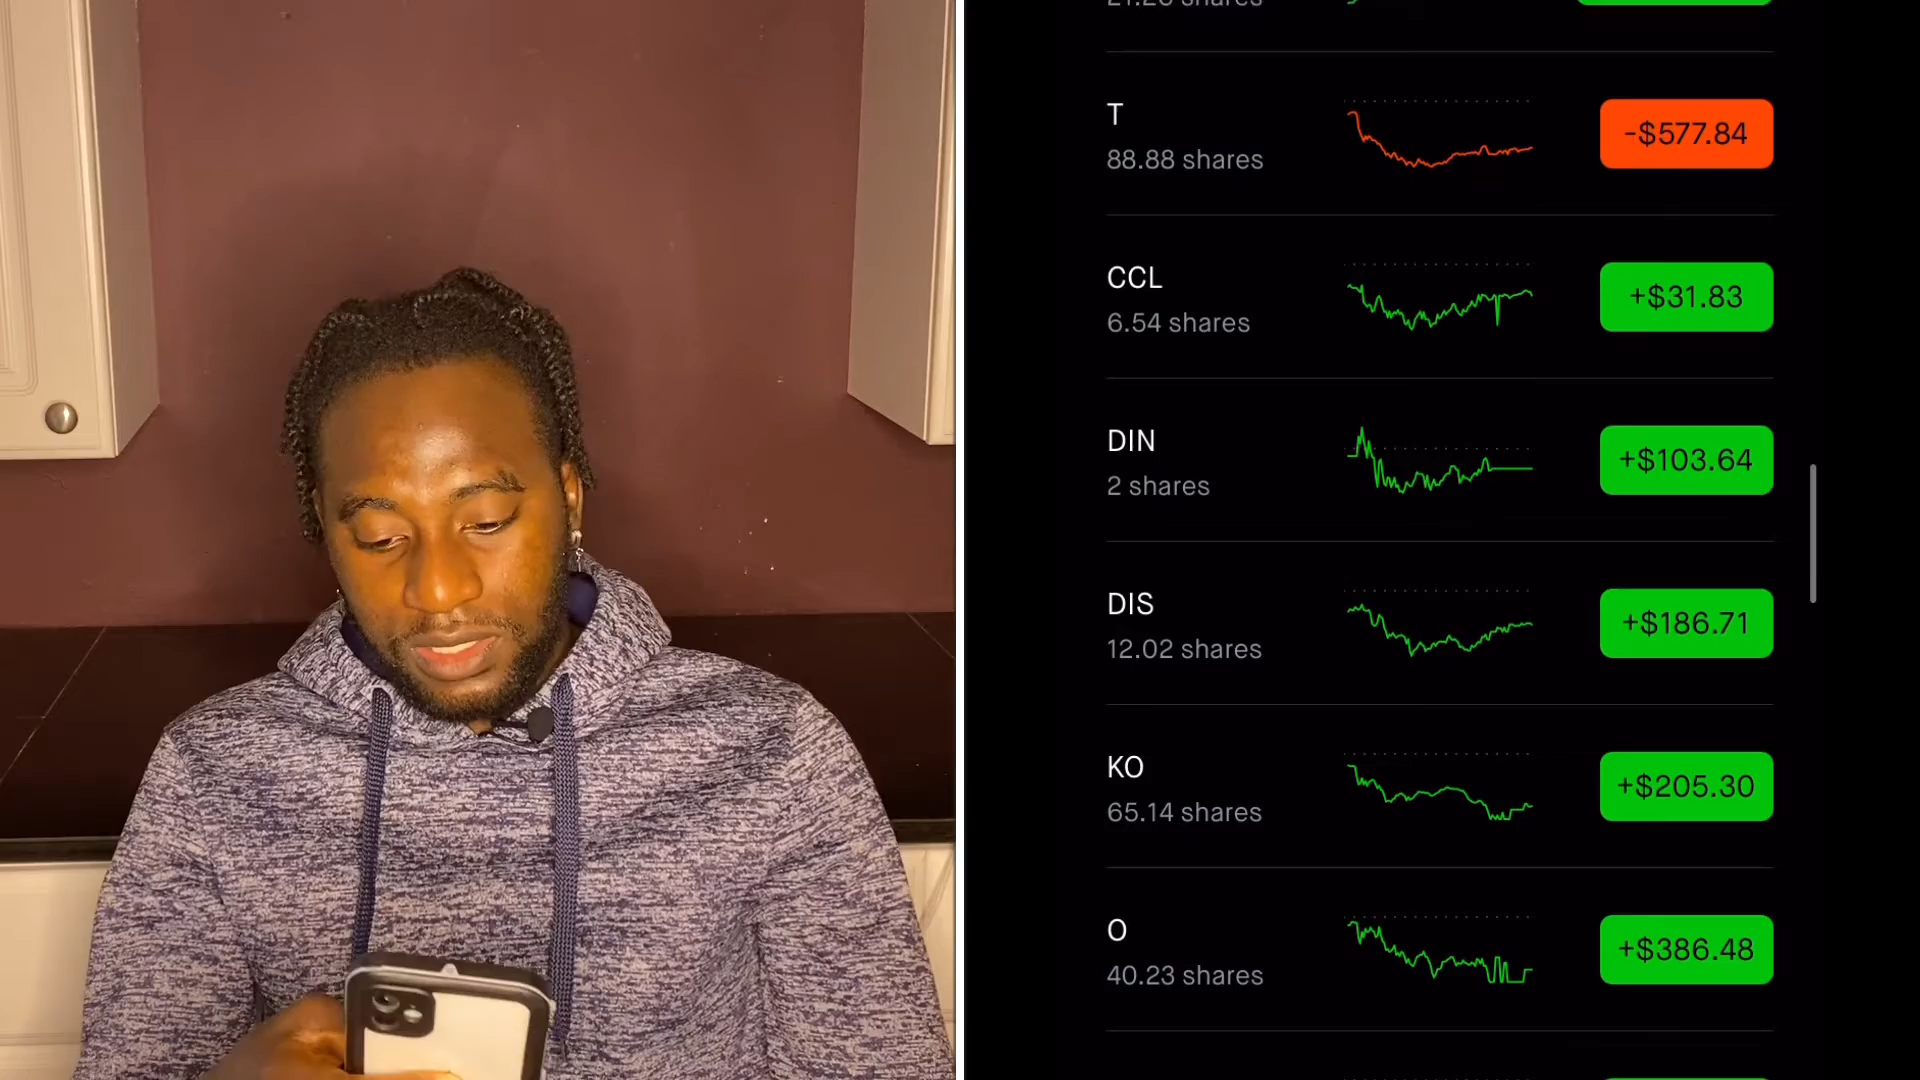 T
88.88 shares
-$577.84
CCL
6.54 shares
+$31.83
DIN
2 shares
+$103.64
DIS
12.02 shares
+$186.71
KO
65.14 shares
+$205.30
O
40.23 shares
+$386.48